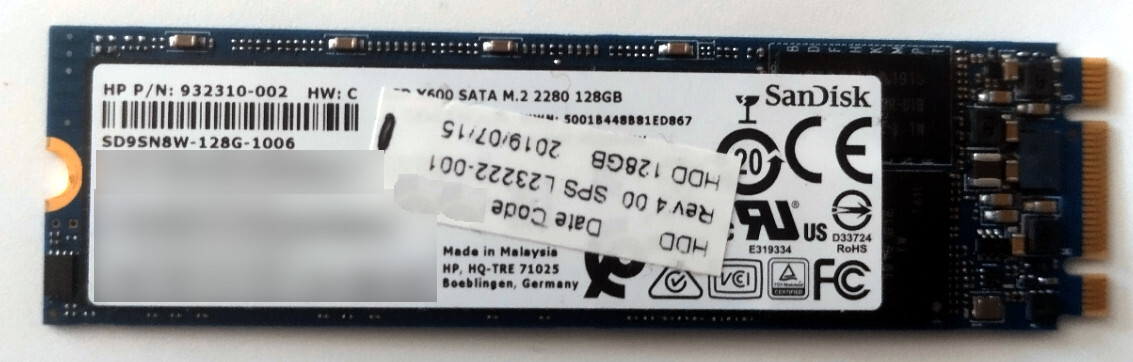 HP P/N: 932310-002 HW: C
X600 SATA M.2 2280 128GB
5001B448B81ED867
SD9SN8W-128G-1006
SanDisk
20
CE
HDD
Date Code
Rev 4 00 SPS L23222-001
HDD 128GB 2019/07/15
US
E319334
D33724
RoHS
Made in Malaysia
HP, HQ-TRE 71025
Boeblingen, Germany
VCI
CERTIFIED
FC